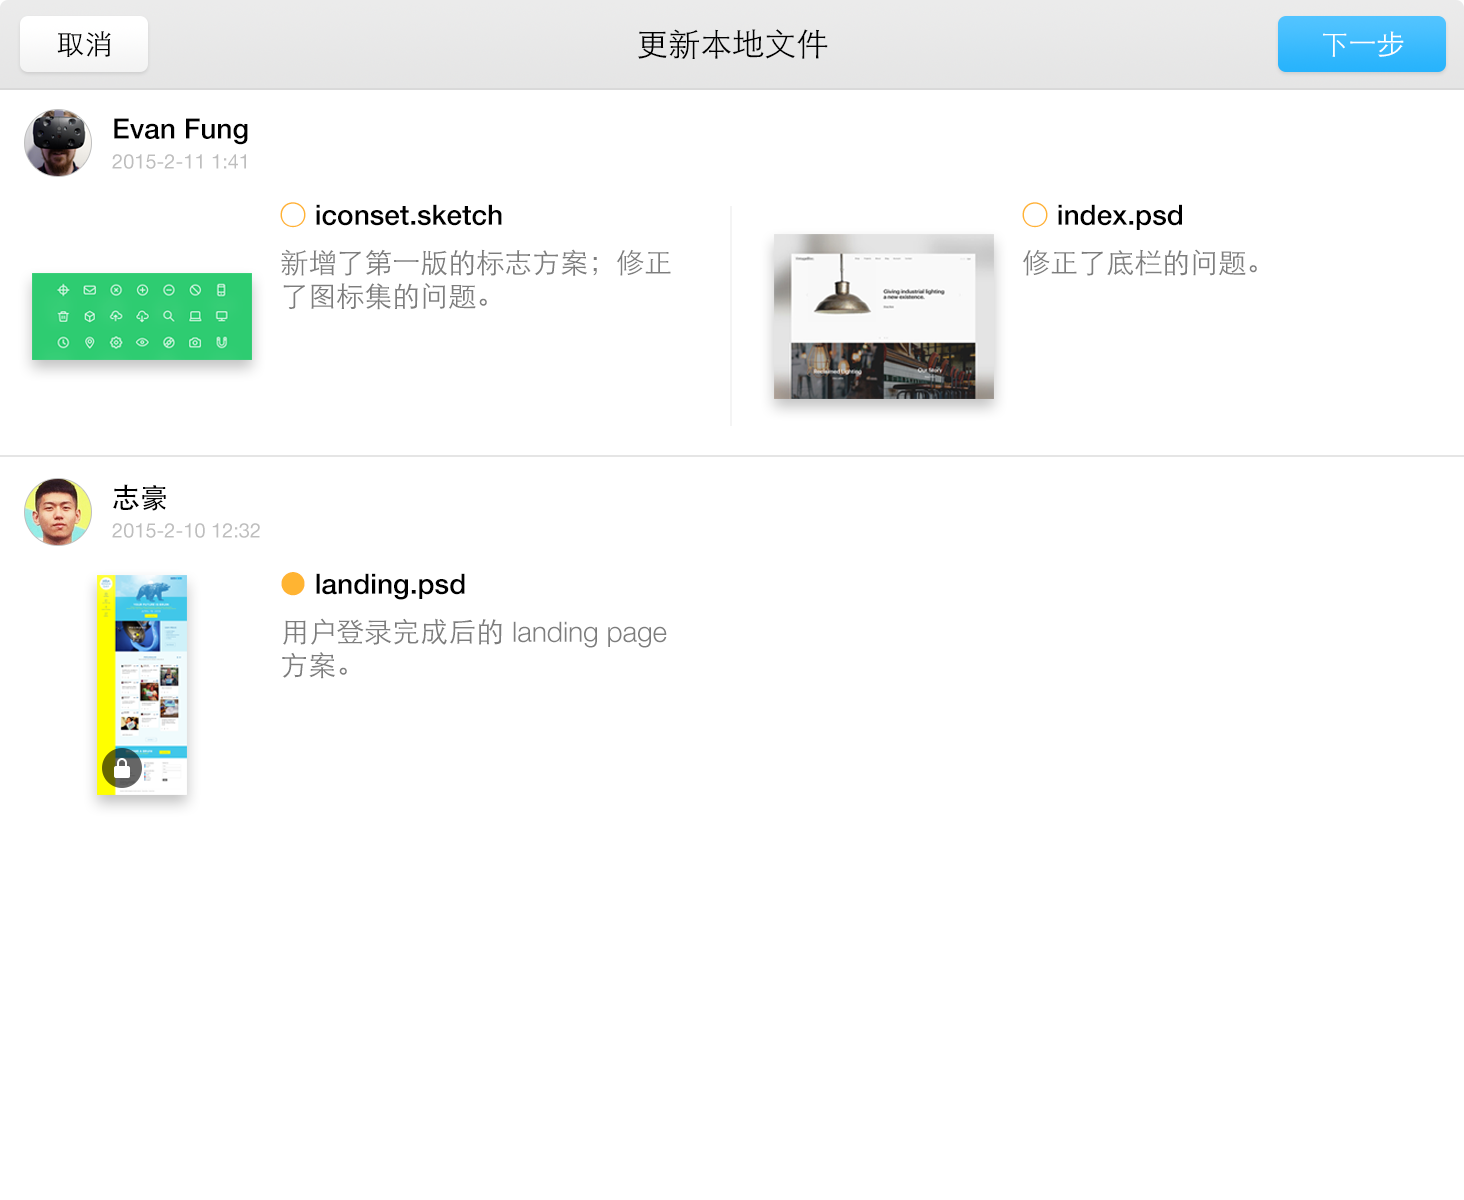 取消
更新本地文件
下一步
Evan Fung
2015-2-11 1:41
iconset.sketch
新增了第一版的标志方案；修正
了图标集的问题。
index.psd
修正了底栏的问题。
Giving industrial lighting
a new existence.
Reclaimed Lighting
Our Story
志豪
2015-2-10 12:32
landing.psd
用户登录完成后的 landing page
方案。